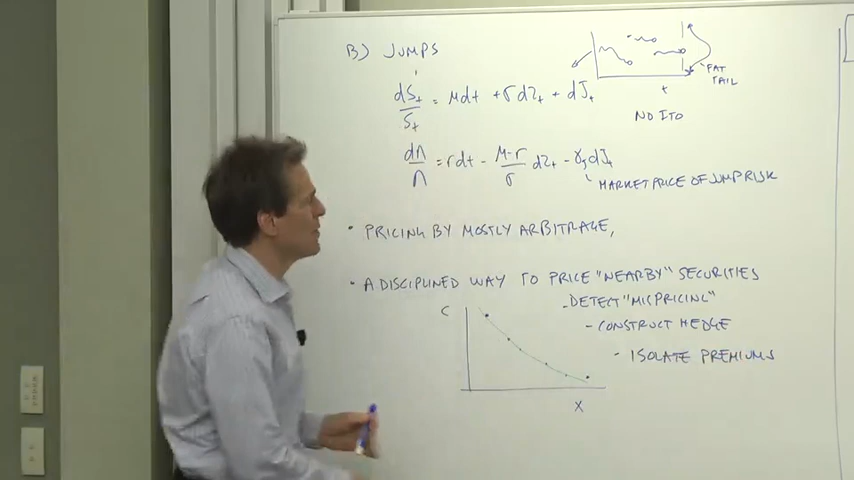 B) JUMPS
dS_t/S_t = μdt + σdz_t + dJ_t
FAT TAIL
t
NO ITO
dΛ/Λ = rdt - μ-r/σ dz_t - γ_J dJ_t
MARKET PRICE OF JUMP RISK
• PRICING BY MOSTLY ARBITRAGE,
• A DISCIPLINED WAY TO PRICE "NEARBY" SECURITIES
- DETECT "MISPRICING"
- CONSTRUCT HEDGE
- ISOLATE PREMIUMS
C
X